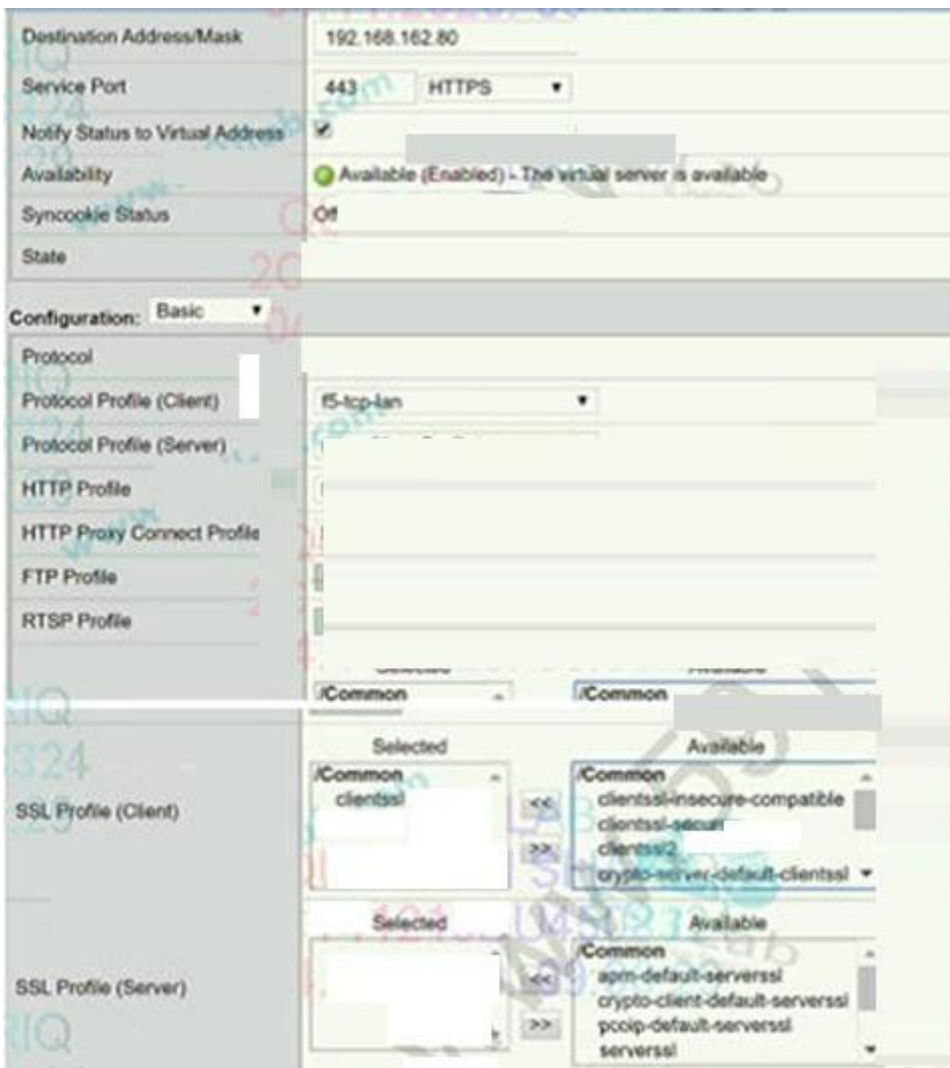 Destination Address/Mask 192.168.162.80
Service Port 443 HTTPS
Notify Status to Virtual Address
Availability Available (Enabled) - The virtual server is available
Syncookie Status Off
State
Configuration: Basic
Protocol
Protocol Profile (Client) f5-tcp-lan
Protocol Profile (Server)
HTTP Profile
HTTP Proxy Connect Profile
FTP Profile
RTSP Profile
Selected Available
/Common /Common
Selected Available
/Common /Common
clientssl << clientssl-insecure-compatible
SSL Profile (Client)
>> clientssl2
crypto-server-default-clientssl
Selected Available
/Common
<< apm-default-serverssl
SSL Profile (Server) crypto-client-default-serverssl
>> pcoip-default-serverssl
serverssl